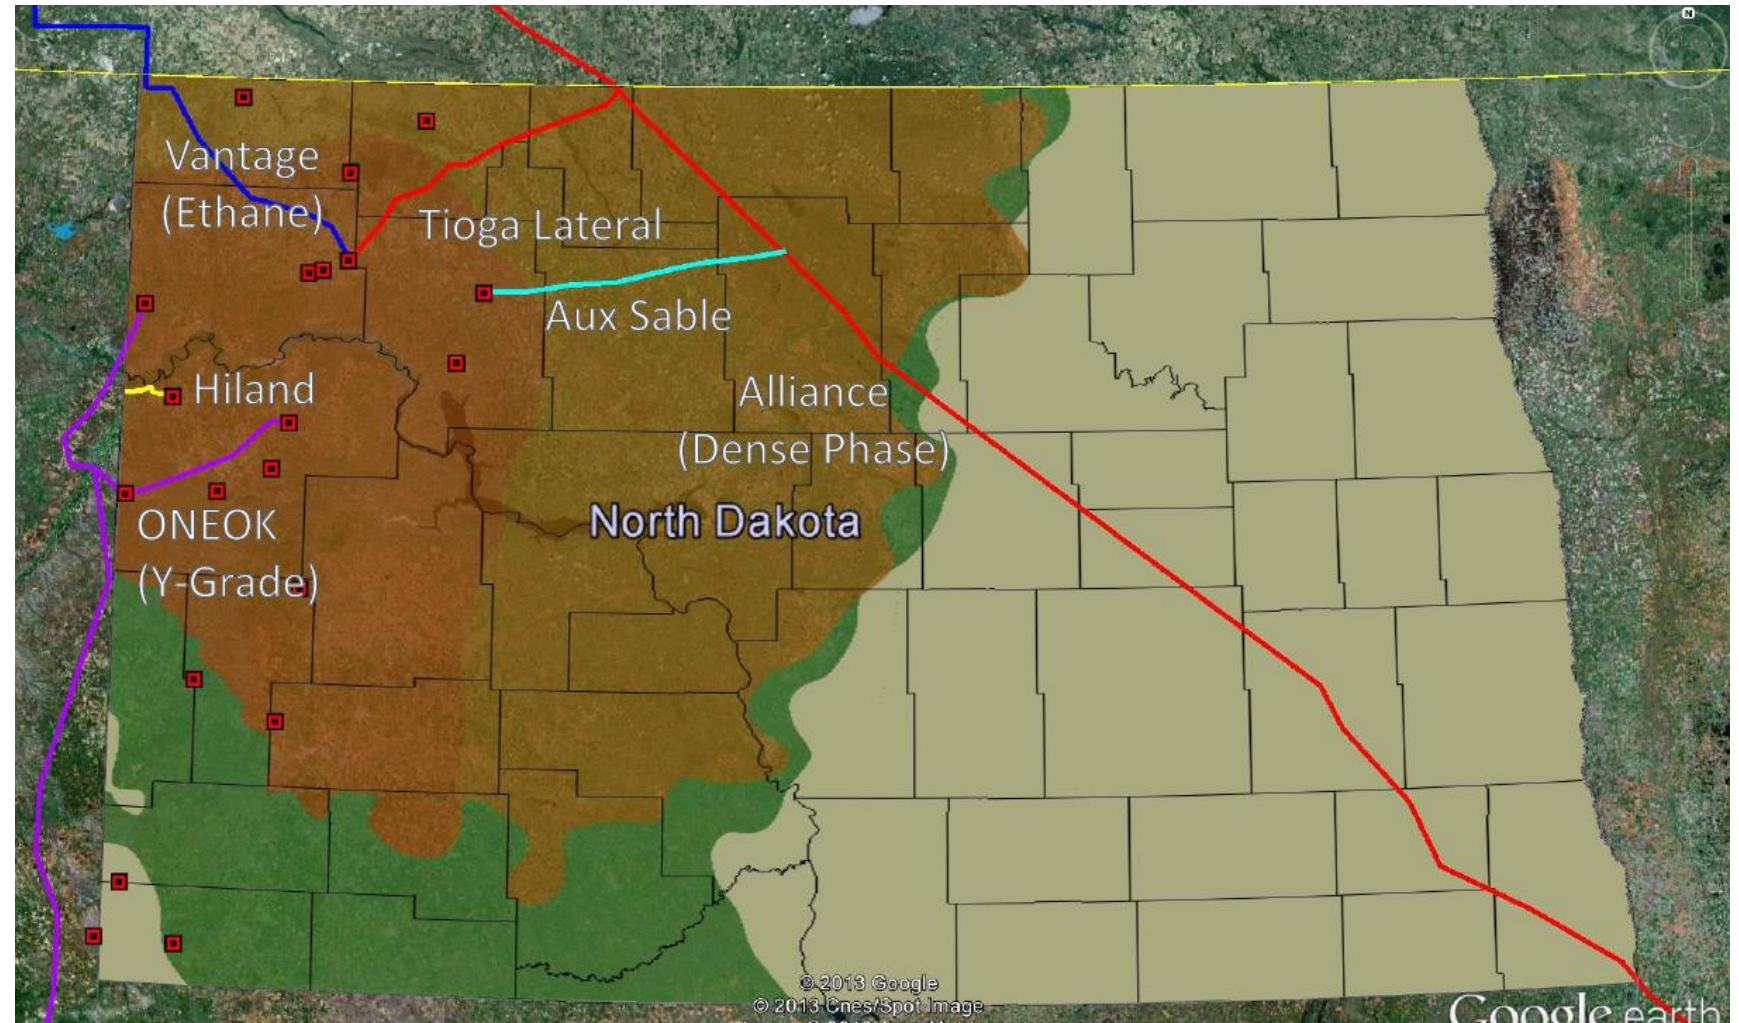 N
Vantage
(Ethane)
Tioga Lateral
Aux Sable
Hiland
Alliance
(Dense Phase)
North Dakota
ONEOK
(Y-Grade)
© 2013 Google
© 2013 Cnes/Spot Image
Google earth